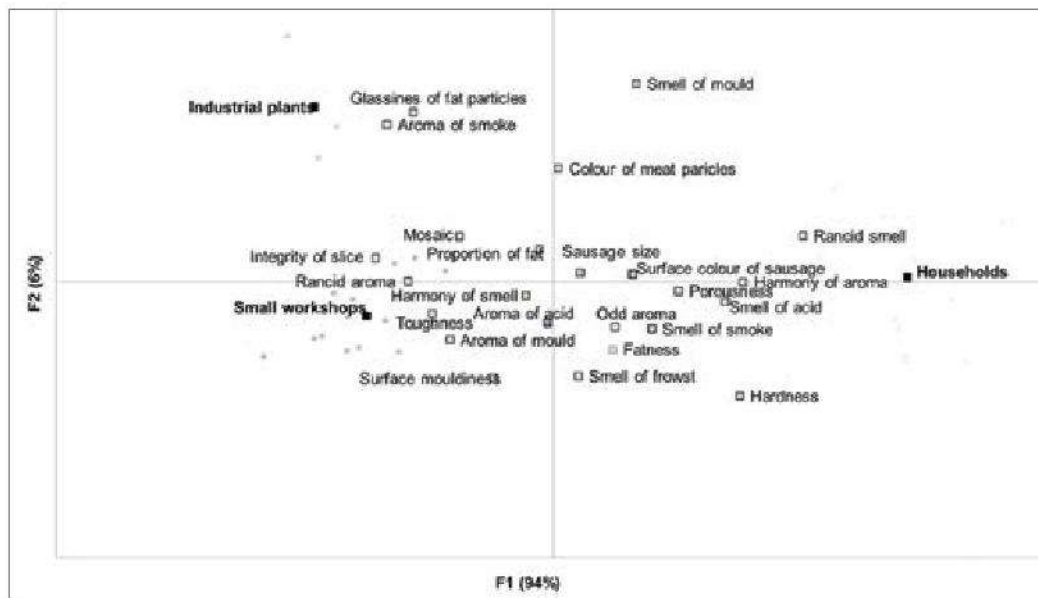 Smell of mould
Glassines of fat particles
Industrial plants
Aroma of smoke
Colour of meat paricles
Mosaic
Rancid smell
Integrity of slice
Proportion of fat
Sausage size
Surface colour of sausage
Households
Rancid aroma
Harmony of aroma
Harmony of smell
Porousness
Small workshops
Aroma of acid
Smell of acid
Toughness
Odd aroma
Smell of smoke
Aroma of mould
Fatness
Surface mouldiness
Smell of frowst
Hardness
F2 (6%)
F1 (94%)